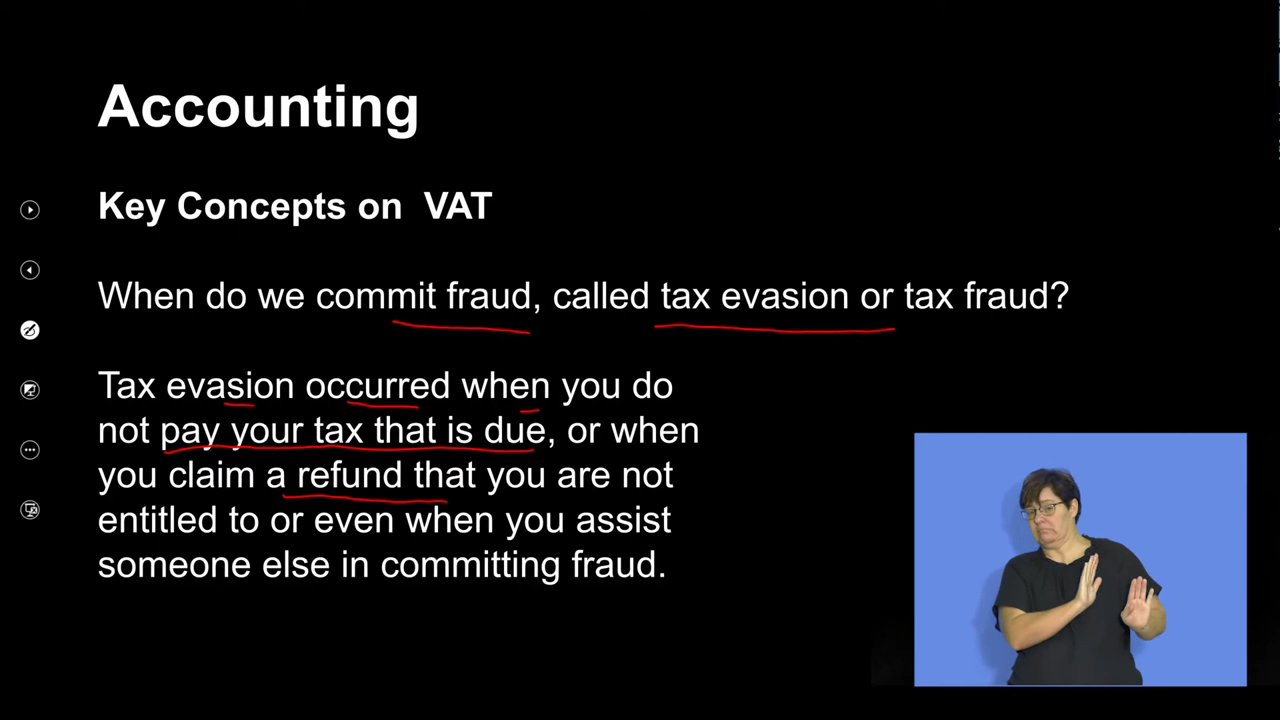 Accounting
Key Concepts on  VAT
When do we commit fraud, called tax evasion or tax fraud?
Tax evasion occurred when you do
not pay your tax that is due, or when
you claim a refund that you are not
entitled to or even when you assist
someone else in committing fraud.